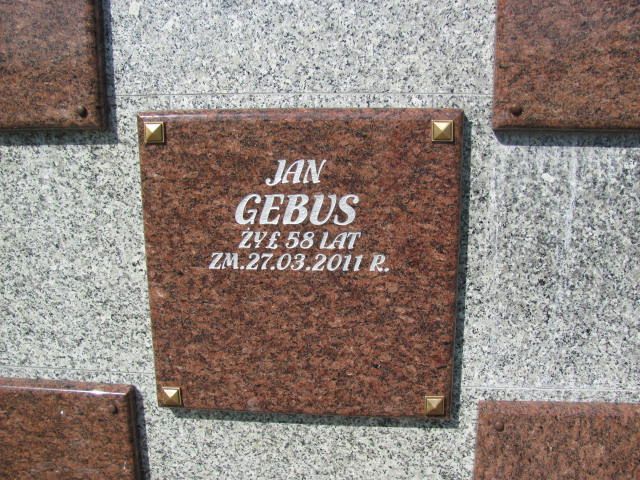 JAN
GEBUS
ŻYŁ 58 LAT
ZM.27.03.2011 R.